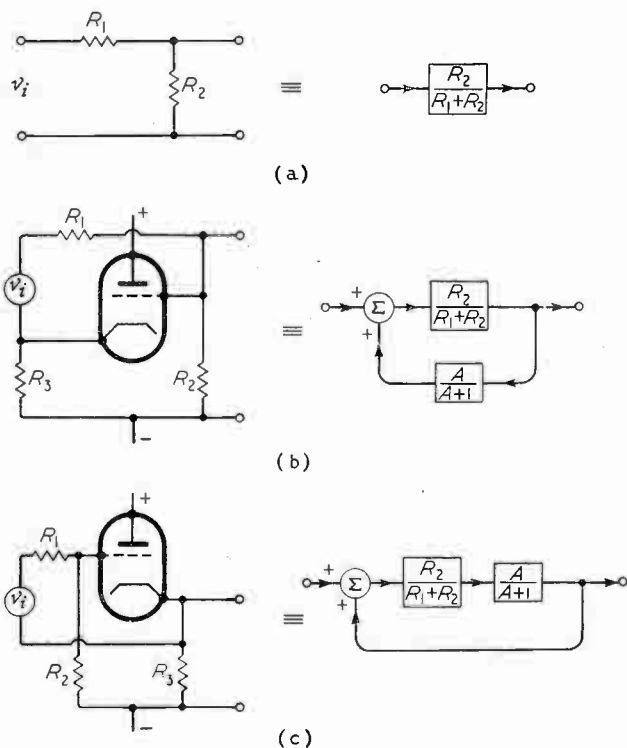 R₁
vᵢ
R₂
≡
R₂
R₁+R₂
(a)
R₁
+
vᵢ
R₃
R₂
−
≡
+
Σ
+
R₂
R₁+R₂
A
A+1
(b)
R₁
+
vᵢ
R₂
R₃
−
≡
+
Σ
+
R₂
R₁+R₂
A
A+1
(c)